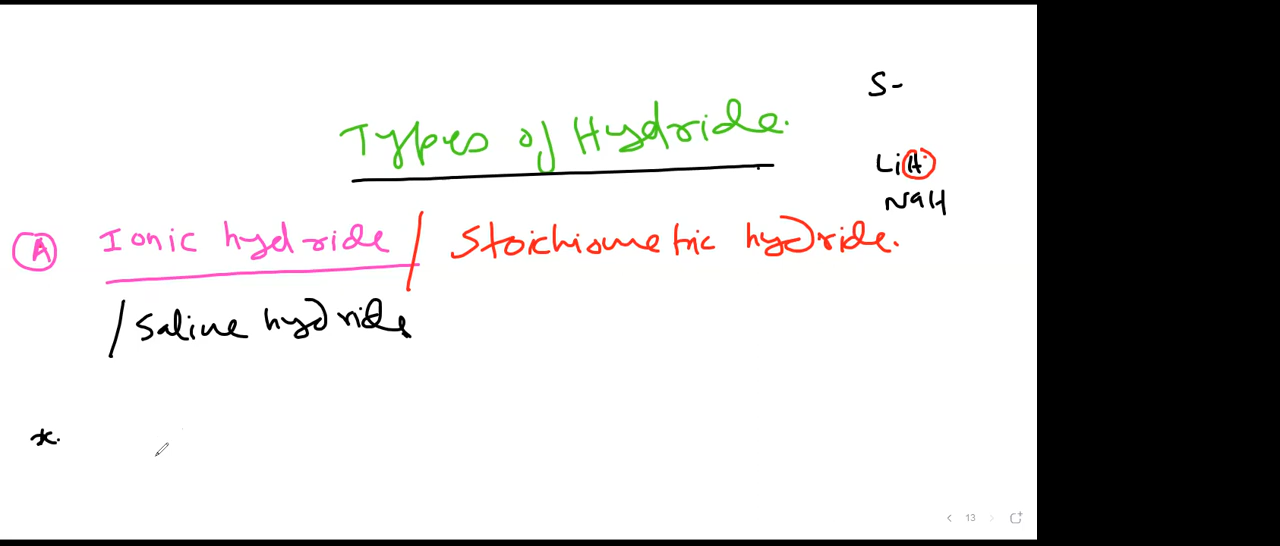 S-
Types of Hydride.
LiH
NaH
A Ionic hydride / Stoichiometric hydride.
/ Saline hydride
*.
13